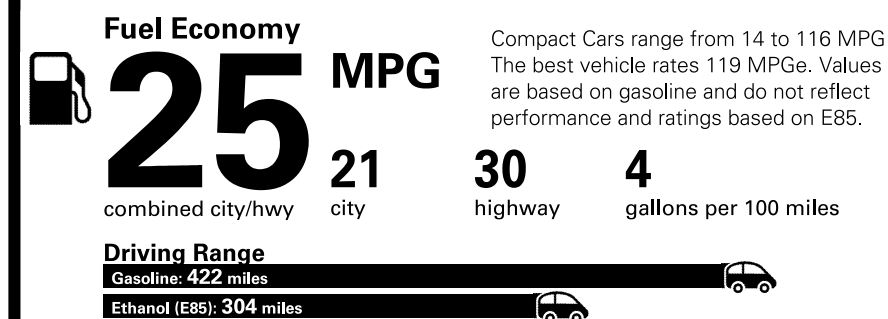 Fuel Economy
25 MPG
combined city/hwy
Compact Cars range from 14 to 116 MPG
The best vehicle rates 119 MPGe. Values
are based on gasoline and do not reflect
performance and ratings based on E85.
21
city
30
highway
4
gallons per 100 miles
Driving Range
Gasoline: 422 miles
Ethanol (E85): 304 miles